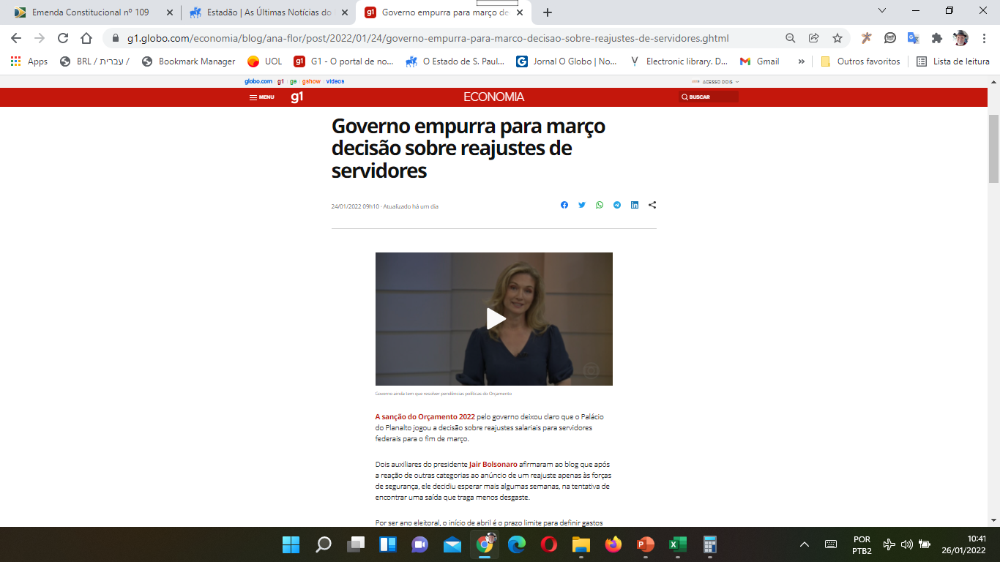 Emenda Constitucional nº 109
Estadão | As Últimas Notícias do
Governo empurra para março de
g1.globo.com/economia/blog/ana-flor/post/2022/01/24/governo-empurra-para-marco-decisao-sobre-reajustes-de-servidores.ghtml
Apps
BRL / עברית /
Bookmark Manager
UOL
G1 - O portal de no...
O Estado de S. Paul...
Jornal O Globo | No...
Electronic library. D...
Gmail
»
Outros favoritos
Lista de leitura
globo.com | g1 | ge | gshow | vídeos
ACESSO DOIS
MENU
g1
ECONOMIA
BUSCAR
Governo empurra para março
decisão sobre reajustes de
servidores
24/01/2022 09h10 · Atualizado há um dia
Governo ainda tem que resolver pendências políticas do Orçamento
A sanção do Orçamento 2022 pelo governo deixou claro que o Palácio
do Planalto jogou a decisão sobre reajustes salariais para servidores
federais para o fim de março.
Dois auxiliares do presidente Jair Bolsonaro afirmaram ao blog que após
a reação de outras categorias ao anúncio de um reajuste apenas às forças
de segurança, ele decidiu esperar mais algumas semanas, na tentativa de
encontrar uma saída que traga menos desgaste.
Por ser ano eleitoral, o início de abril é o prazo limite para definir gastos
POR
PTB2
10:41
26/01/2022